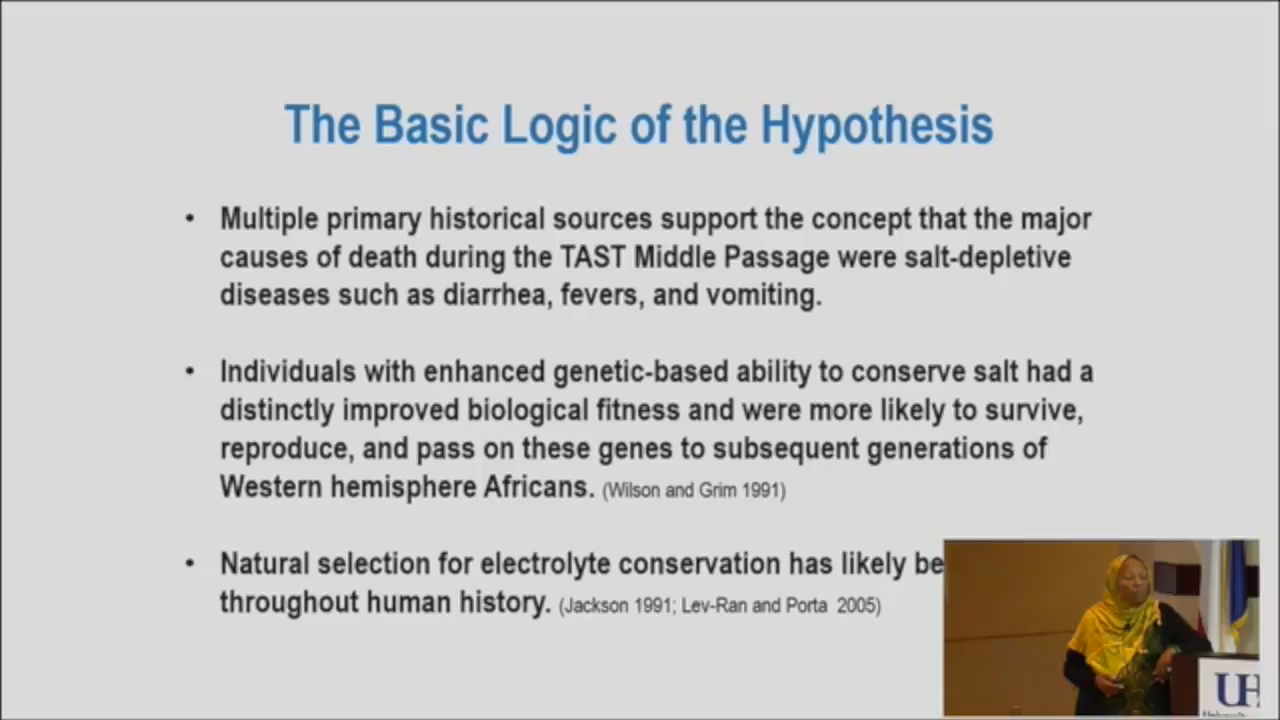 The Basic Logic of the Hypothesis
• Multiple primary historical sources support the concept that the major
causes of death during the TAST Middle Passage were salt-depletive
diseases such as diarrhea, fevers, and vomiting.
• Individuals with enhanced genetic-based ability to conserve salt had a
distinctly improved biological fitness and were more likely to survive,
reproduce, and pass on these genes to subsequent generations of
Western hemisphere Africans. (Wilson and Grim 1991)
• Natural selection for electrolyte conservation has likely be
throughout human history. (Jackson 1991; Lev-Ran and Porta 2005)
UH